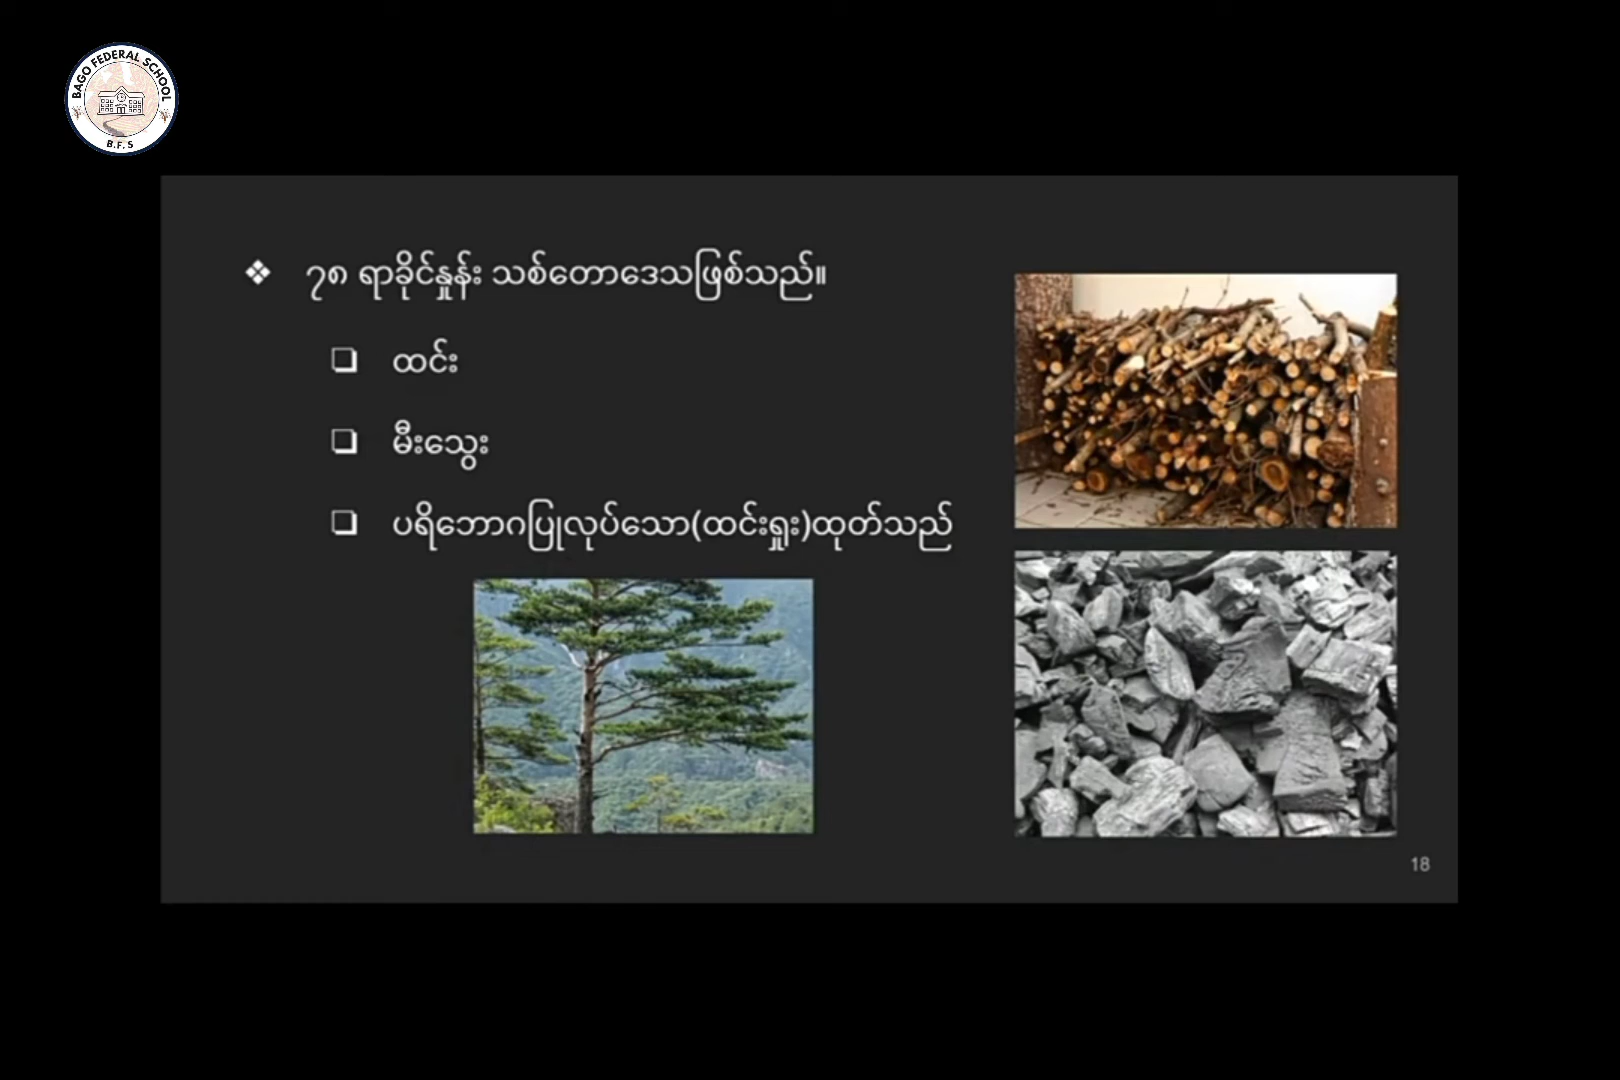 BAGO FEDERAL SCHOOL
B.F.S
❖ ၇၈ ရာခိုင်နှုန်း သစ်တောဒေသဖြစ်သည်။
❑ ထင်း
❑ မီးသွေး
❑ ပရိဘောဂပြုလုပ်သော(ထင်းရှုး)ထုတ်သည်
18